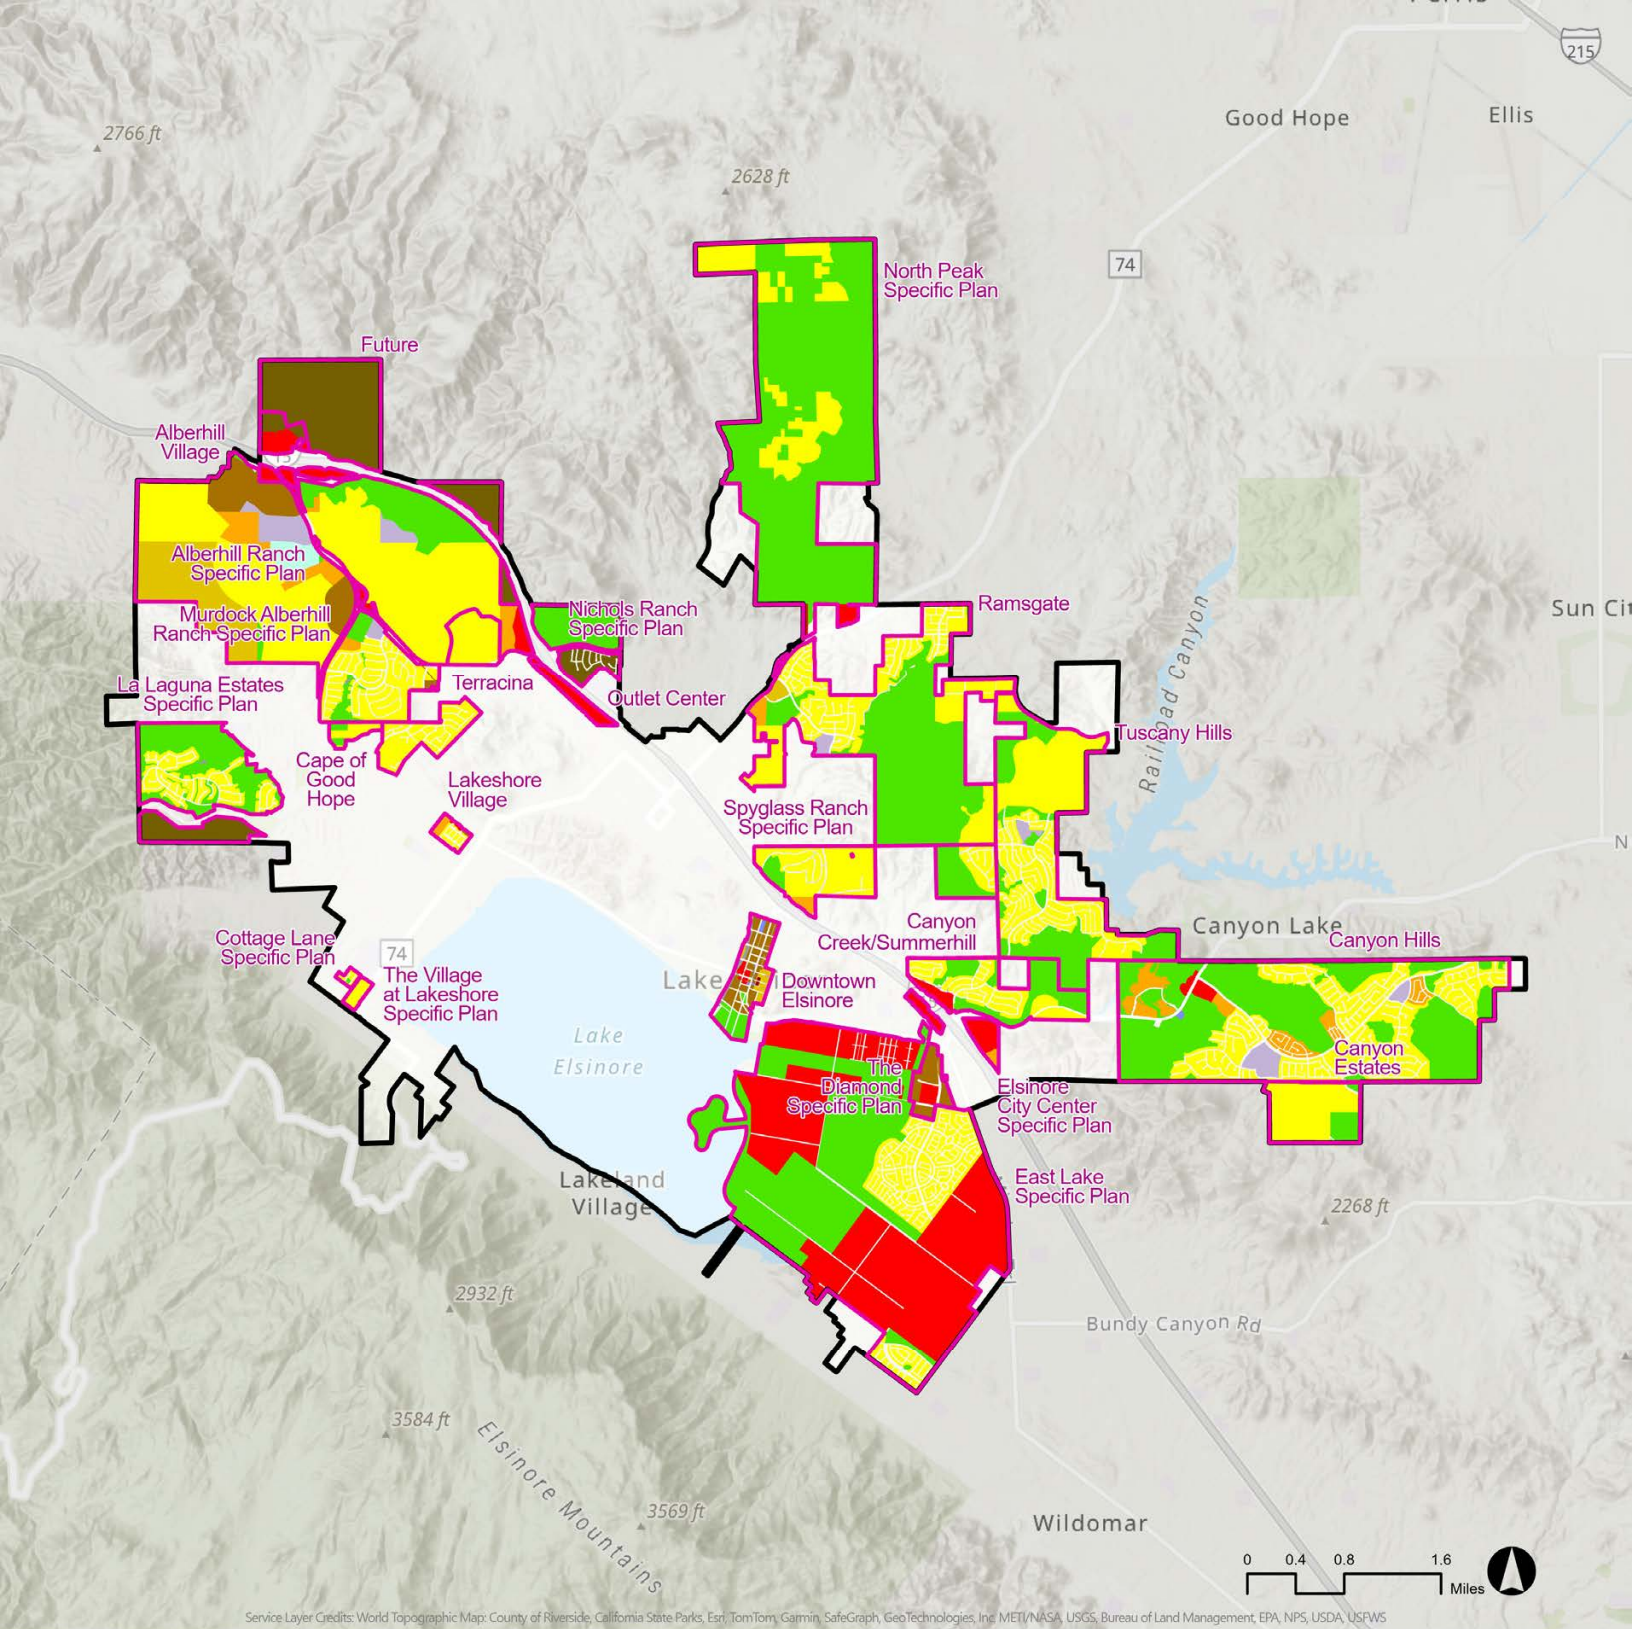 215
Good Hope
Ellis
2766 ft
2628 ft
74
North Peak
Specific Plan
Future
Alberhill
Village
15
Alberhill Ranch
Specific Plan
Murdock Alberhill
Ranch Specific Plan
Nichols Ranch
Specific Plan
Ramsgate
Sun Cit
Railroad Canyon
La Laguna Estates
Specific Plan
Terracina
Outlet Center
Tuscany Hills
Cape of
Good
Hope
Lakeshore
Village
Spyglass Ranch
Specific Plan
N
Cottage Lane
Specific Plan
74
The Village
at Lakeshore
Specific Plan
Canyon
Creek/Summerhill
Canyon Lake
Canyon Hills
Lake
Downtown
Elsinore
15
Lake
Elsinore
The
Diamond
Specific Plan
Canyon
Estates
Elsinore
City Center
Specific Plan
East Lake
Specific Plan
Lakeland
Village
2268 ft
2932 ft
Bundy Canyon Rd
3584 ft
Elsinore Mountains
3569 ft
Wildomar
0 0.4 0.8 1.6
Miles
Service Layer Credits: World Topographic Map: County of Riverside, California State Parks, Esri, TomTom, Garmin, SafeGraph, GeoTechnologies, Inc, METI/NASA, USGS, Bureau of Land Management, EPA, NPS, USDA, USFWS